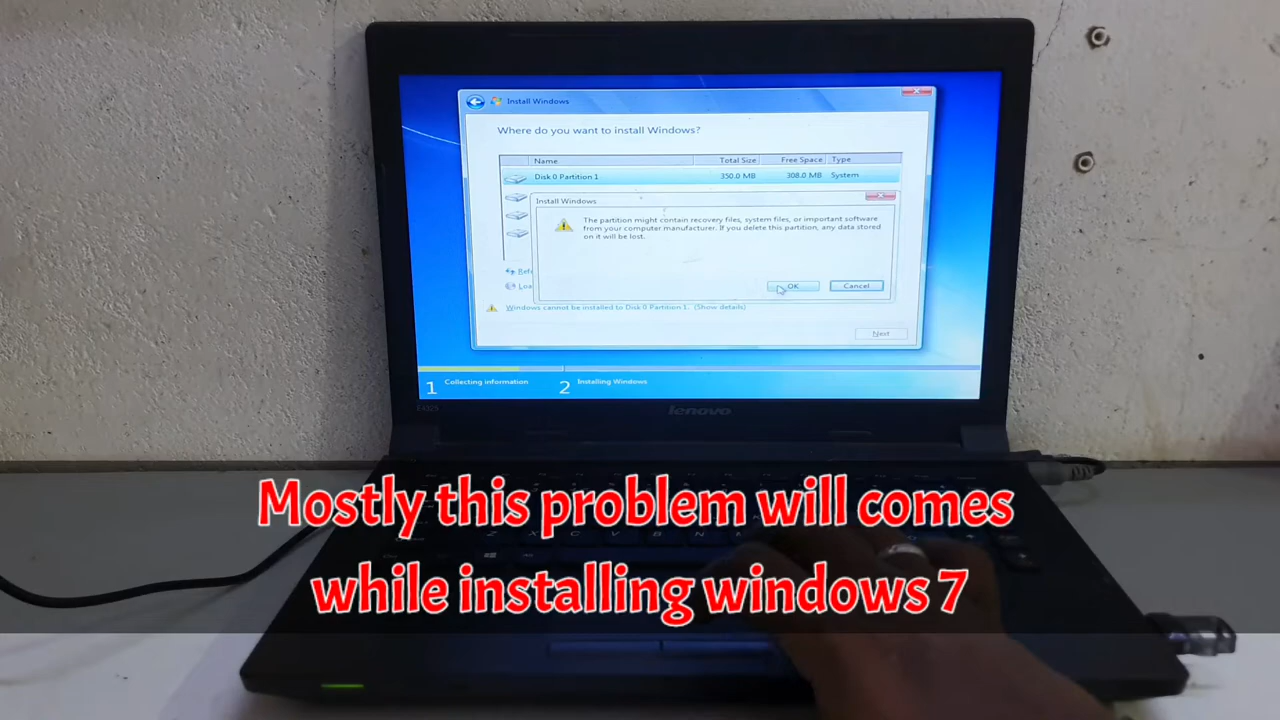 Install Windows
Where do you want to install Windows?
Name Total Size Free Space Type
Disk 0 Partition 1 350.0 MB 308.0 MB System
Install Windows
The partition might contain recovery files, system files, or important software
from your computer manufacturer. If you delete this partition, any data stored
on it will be lost.
OK Cancel
Windows cannot be installed to Disk 0 Partition 1. (Show details)
Next
1 Collecting information 2 Installing Windows
lenovo
Mostly this problem will comes
while installing windows 7